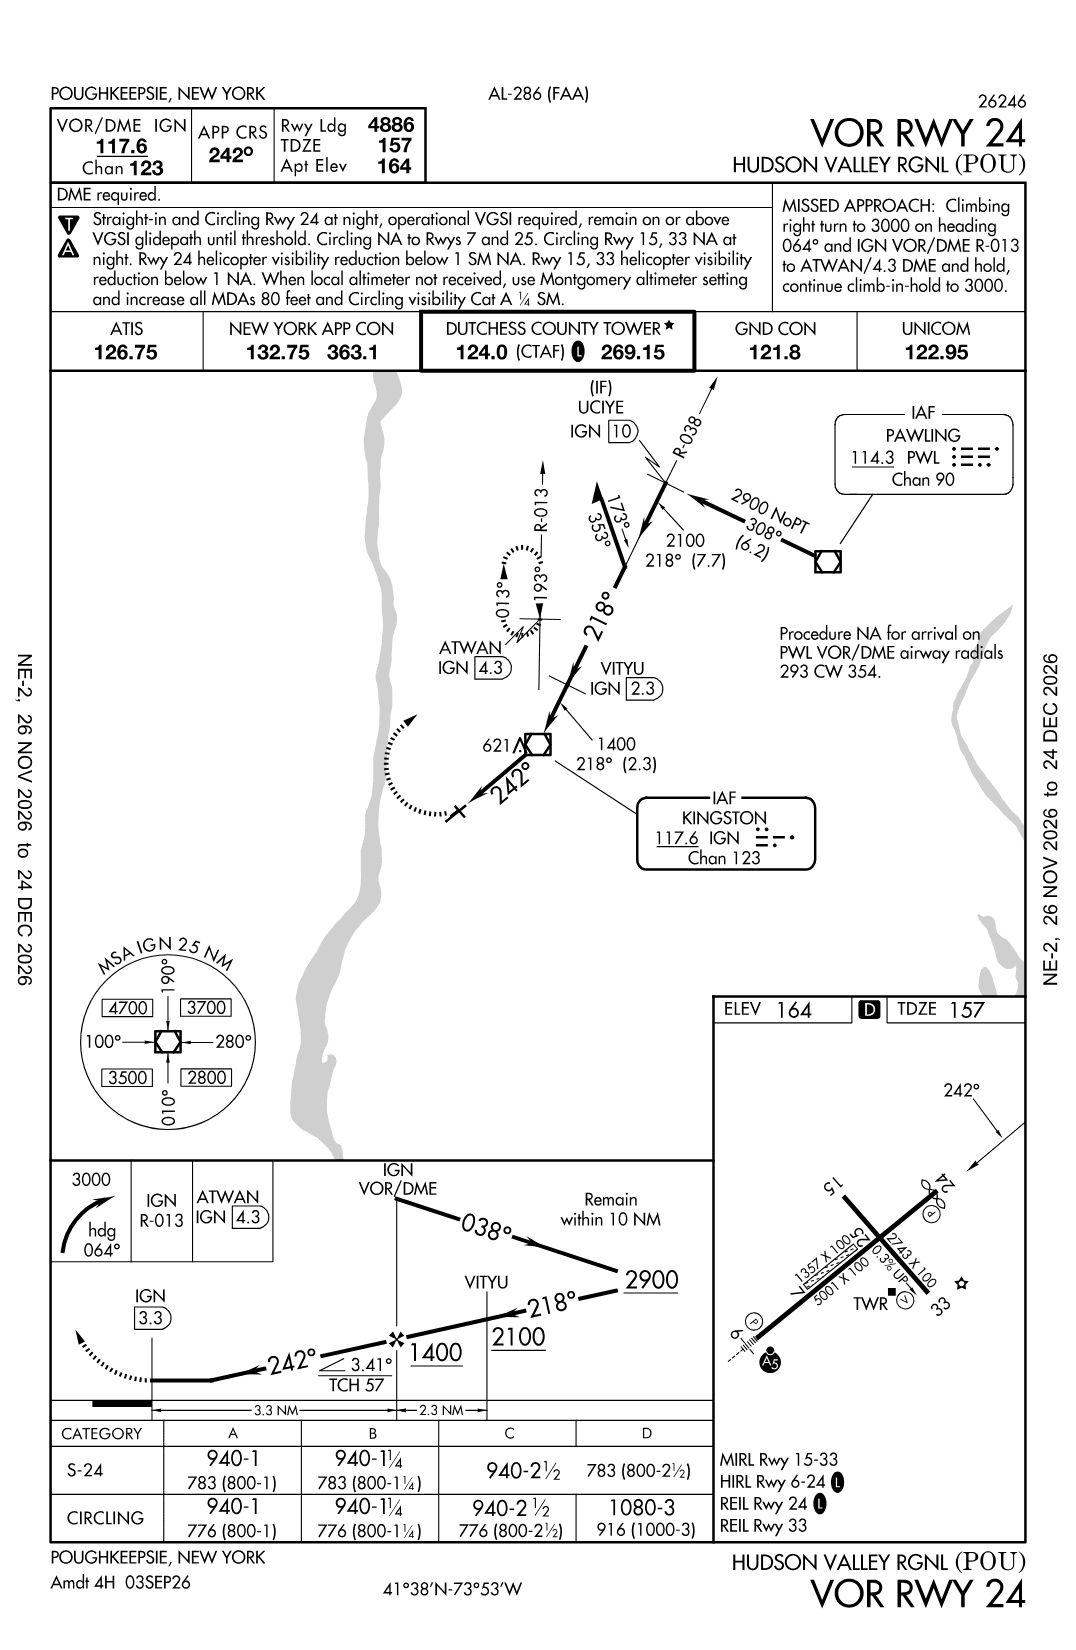 POUGHKEEPSIE, NEW YORK
AL-286 (FAA)
26246
VOR/DME IGN
117.6
Chan 123
APP CRS
242°
Rwy Ldg 4886
TDZE 157
Apt Elev 164
VOR RWY 24
HUDSON VALLEY RGNL (POU)
DME required.
T
A
Straight-in and Circling Rwy 24 at night, operational VGSI required, remain on or above
VGSI glidepath until threshold. Circling NA to Rwys 7 and 25. Circling Rwy 15, 33 NA at
night. Rwy 24 helicopter visibility reduction below 1 SM NA. Rwy 15, 33 helicopter visibility
reduction below 1 NA. When local altimeter not received, use Montgomery altimeter setting
and increase all MDAs 80 feet and Circling visibility Cat A ¼ SM.
MISSED APPROACH: Climbing
right turn to 3000 on heading
064° and IGN VOR/DME R-013
to ATWAN/4.3 DME and hold,
continue climb-in-hold to 3000.
ATIS
126.75
NEW YORK APP CON
132.75 363.1
DUTCHESS COUNTY TOWER★
124.0 (CTAF) L 269.15
GND CON
121.8
UNICOM
122.95
(IF)
UCIYE
IGN 10
R-038
IAF
PAWLING
114.3 PWL
Chan 90
2900 NoPT
308°
(6.2)
R-013
173°
353°
2100
218° (7.7)
013°
193°
218°
ATWAN
IGN 4.3
VITYU
IGN 2.3
Procedure NA for arrival on
PWL VOR/DME airway radials
293 CW 354.
621
1400
218° (2.3)
242°
IAF
KINGSTON
117.6 IGN
Chan 123
MSA IGN 25 NM
190°
4700
3700
100°
280°
3500
2800
010°
ELEV 164
D
TDZE 157
242°
15
24
P
25
2743 X 100
1357 X 100
0.3% UP
5001 X 100
7
TWR
V
33
P
6
A5
MIRL Rwy 15-33
HIRL Rwy 6-24 L
REIL Rwy 24 L
REIL Rwy 33
3000
hdg
064°
IGN
R-013
ATWAN
IGN 4.3
IGN
VOR/DME
038°
Remain
within 10 NM
2900
VITYU
218°
2100
IGN
3.3
1400
242°
3.41°
TCH 57
3.3 NM
2.3 NM
CATEGORY A B C D
S-24
940-1
783 (800-1)
940-1¼
783 (800-1¼)
940-2½ 783 (800-2½)
CIRCLING
940-1
776 (800-1)
940-1¼
776 (800-1¼)
940-2 ½
776 (800-2½)
1080-3
916 (1000-3)
POUGHKEEPSIE, NEW YORK
Amdt 4H 03SEP26
41°38'N-73°53'W
HUDSON VALLEY RGNL (POU)
VOR RWY 24
NE-2, 26 NOV 2026 to 24 DEC 2026
NE-2, 26 NOV 2026 to 24 DEC 2026